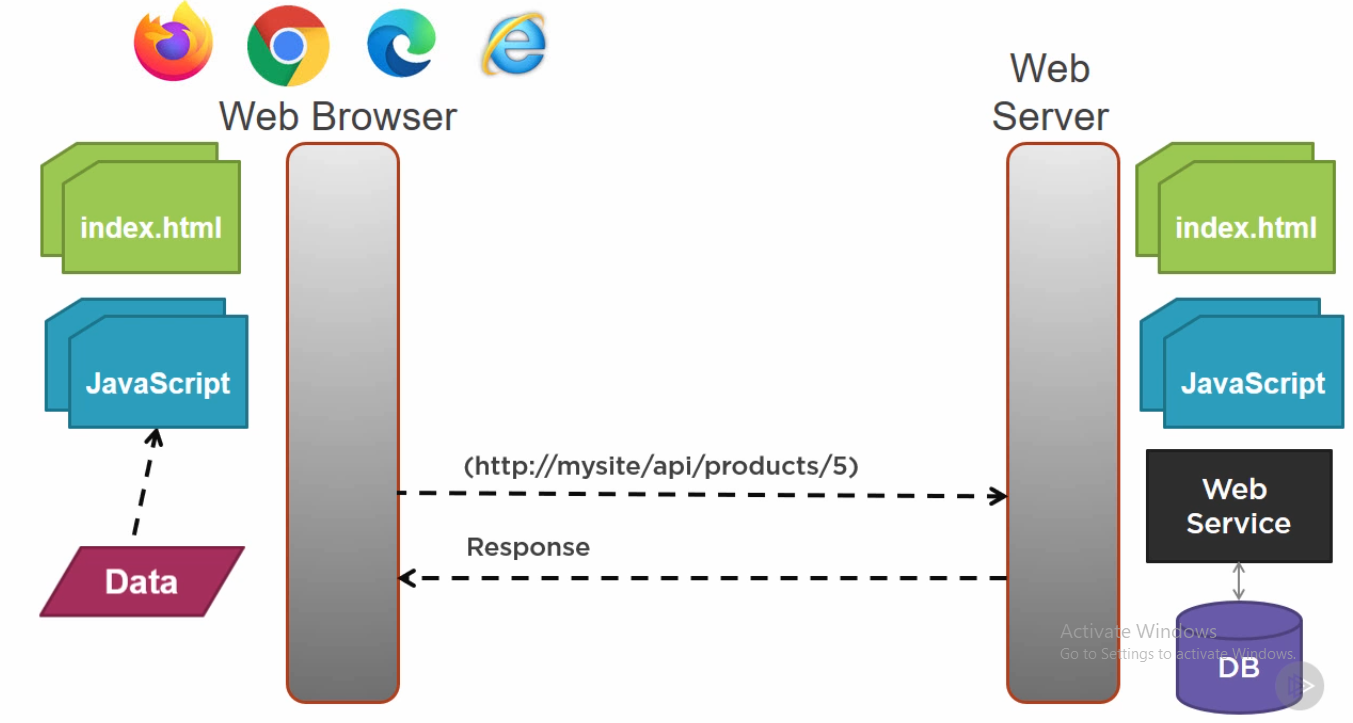 Web Browser
Web
Server
index.html
index.html
JavaScript
JavaScript
(http://mysite/api/products/5)
Web
Service
Response
Data
Activate Windows
Go to Settings to activate Windows.
DB